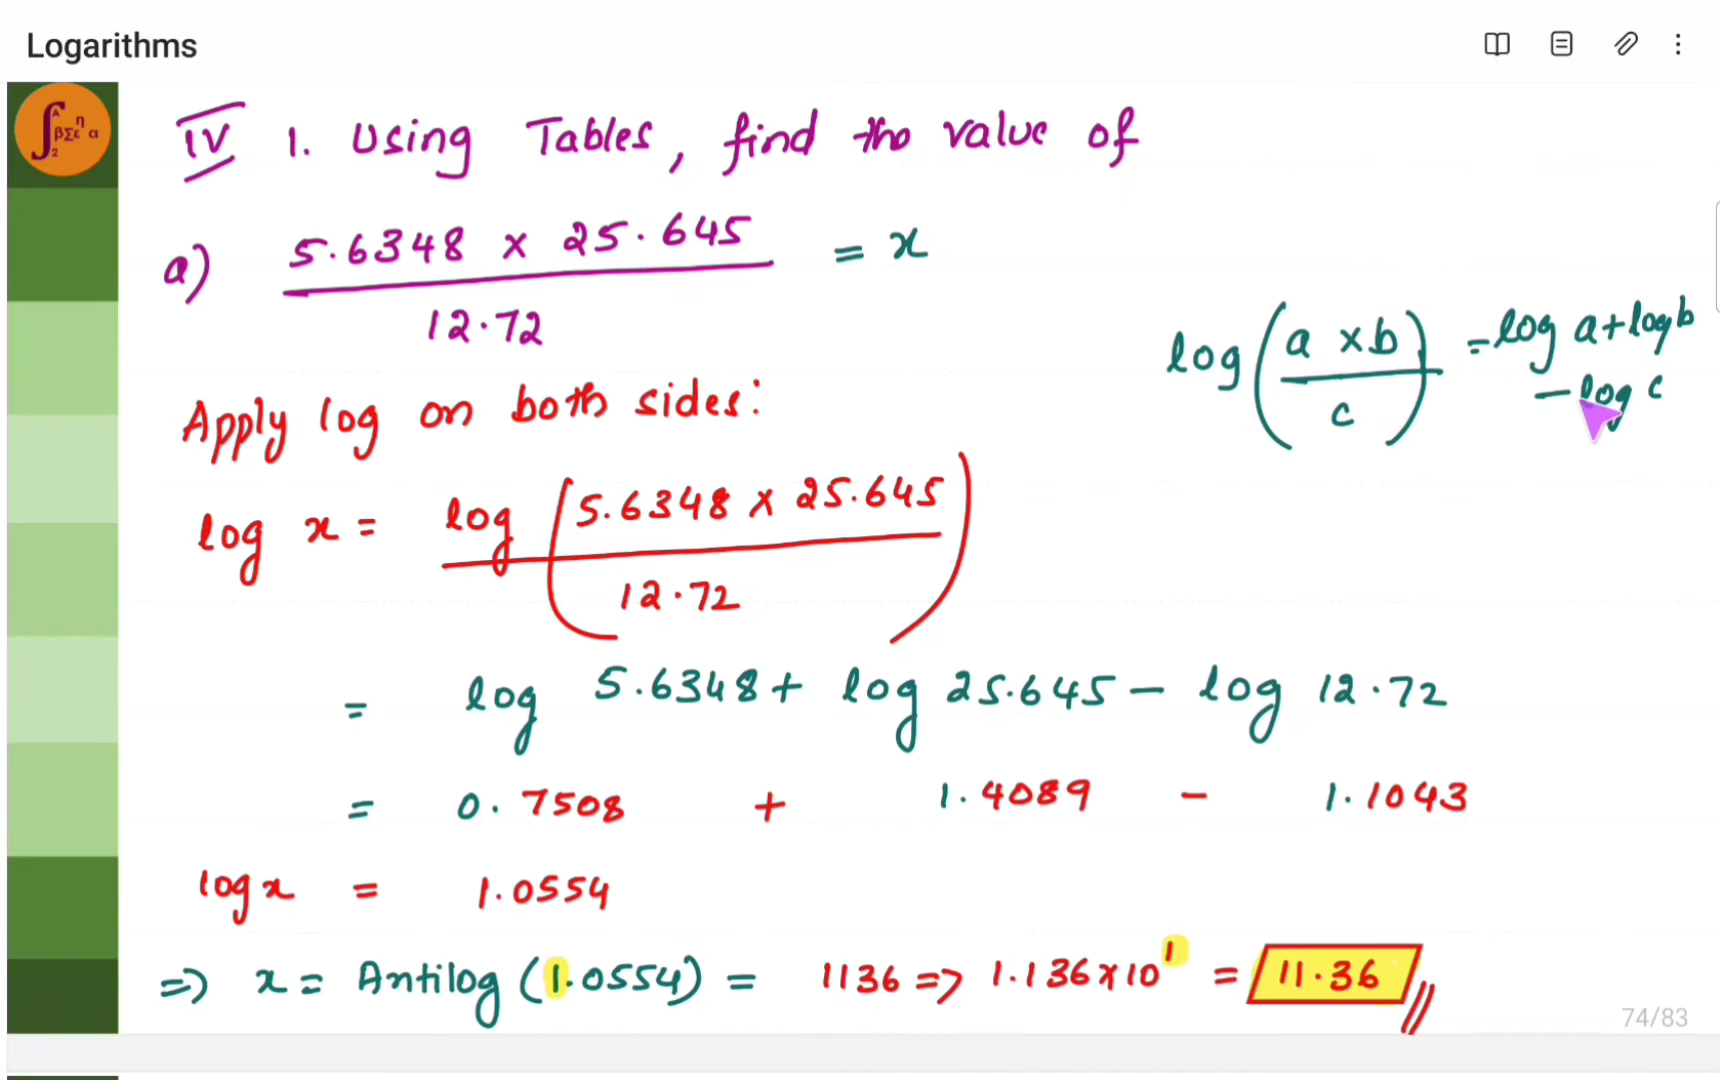 Logarithms
IV 1. Using Tables, find the value of
a) 5.6348 x 25.645 = x
12.72
log (a x b / c) = log a + log b
- log c
Apply log on both sides:
log x = log (5.6348 x 25.645
12.72)
= log 5.6348 + log 25.645 - log 12.72
= 0.7508 + 1.4089 - 1.1043
log x = 1.0554
=) x = Antilog (1.0554) = 1136 => 1.136 x 10¹ = 11.36
74/83